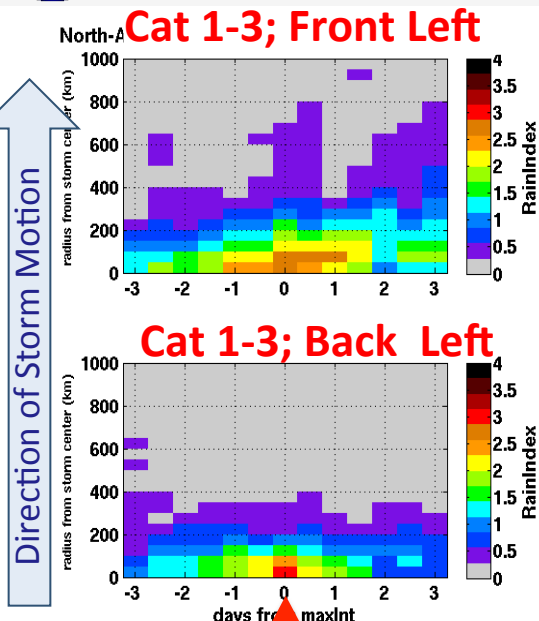 Cat 1-3; Front Left
North-A
Direction of Storm Motion
radius from storm center (km)
1000
800
600
400
200
0
-3 -2 -1 0 1 2 3
4
3.5
3
2.5
2
1.5
1
0.5
0
RainIndex
Cat 1-3; Back Left
radius from storm center (km)
1000
800
600
400
200
0
-3 -2 -1 0 1 2 3
days from maxInt
4
3.5
3
2.5
2
1.5
1
0.5
0
RainIndex